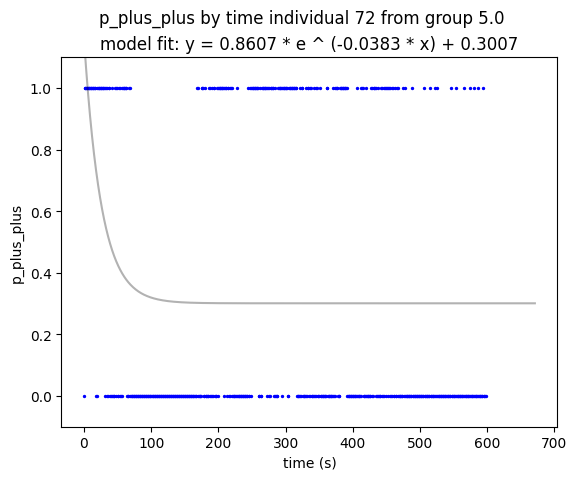 p_plus_plus by time individual 72 from group 5.0
model fit: y = 0.8607 * e ^ (-0.0383 * x) + 0.3007
1.0
0.8
0.6
0.4
0.2
0.0
p_plus_plus
0 100 200 300 400 500 600 700
time (s)